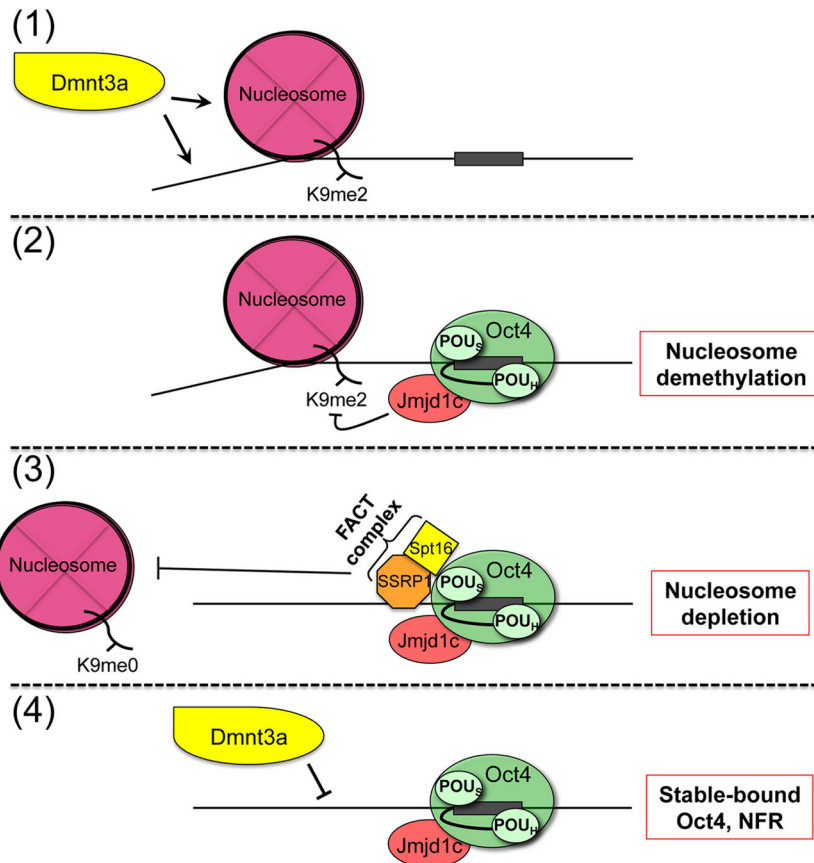 (1)
Dmnt3a
Nucleosome
K9me2
(2)
Nucleosome
Oct4
POUS
K9me2
POUH
Jmjd1c
Nucleosome
demethylation
(3)
FACT
complex
Spt16
Oct4
Nucleosome
SSRP1
POUS
POUH
Jmjd1c
K9me0
Nucleosome
depletion
(4)
Dmnt3a
Oct4
POUS
POUH
Jmjd1c
Stable-bound
Oct4, NFR